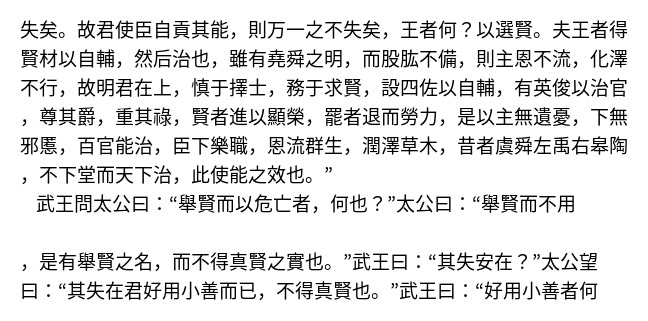 失矣。故君使臣自貢其能，則万一之不失矣，王者何？以選賢。夫王者得
賢材以自輔，然后治也，雖有堯舜之明，而股肱不備，則主恩不流，化澤
不行，故明君在上，慎于擇士，務于求賢，設四佐以自輔，有英俊以治官
，尊其爵，重其祿，賢者進以顯榮，罷者退而勞力，是以主無遺憂，下無
邪慝，百官能治，臣下樂職，恩流群生，潤澤草木，昔者虞舜左禹右皋陶
，不下堂而天下治，此使能之效也。”
武王問太公曰：“舉賢而以危亡者，何也？”太公曰：“舉賢而不用
，是有舉賢之名，而不得真賢之實也。”武王曰：“其失安在？”太公望
曰：“其失在君好用小善而已，不得真賢也。”武王曰：“好用小善者何